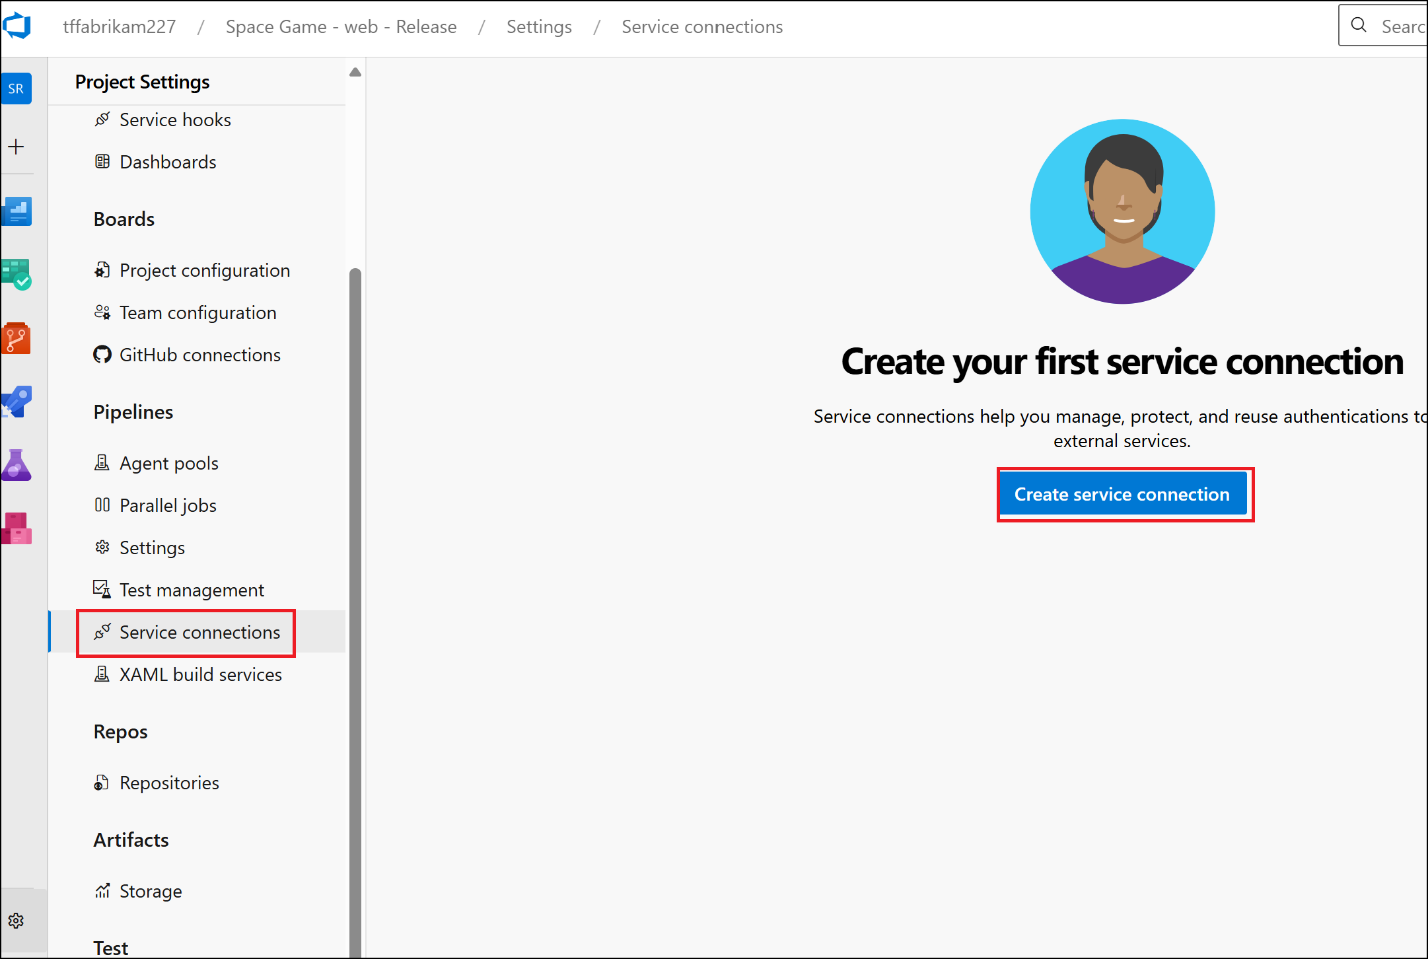 tffabrikam227 / Space Game - web - Release / Settings / Service connections
Searc
SR
Project Settings
Service hooks
Dashboards
Boards
Project configuration
Team configuration
GitHub connections
Pipelines
Agent pools
Parallel jobs
Settings
Test management
Service connections
XAML build services
Repos
Repositories
Artifacts
Storage
Test
Create your first service connection
Service connections help you manage, protect, and reuse authentications to
external services.
Create service connection